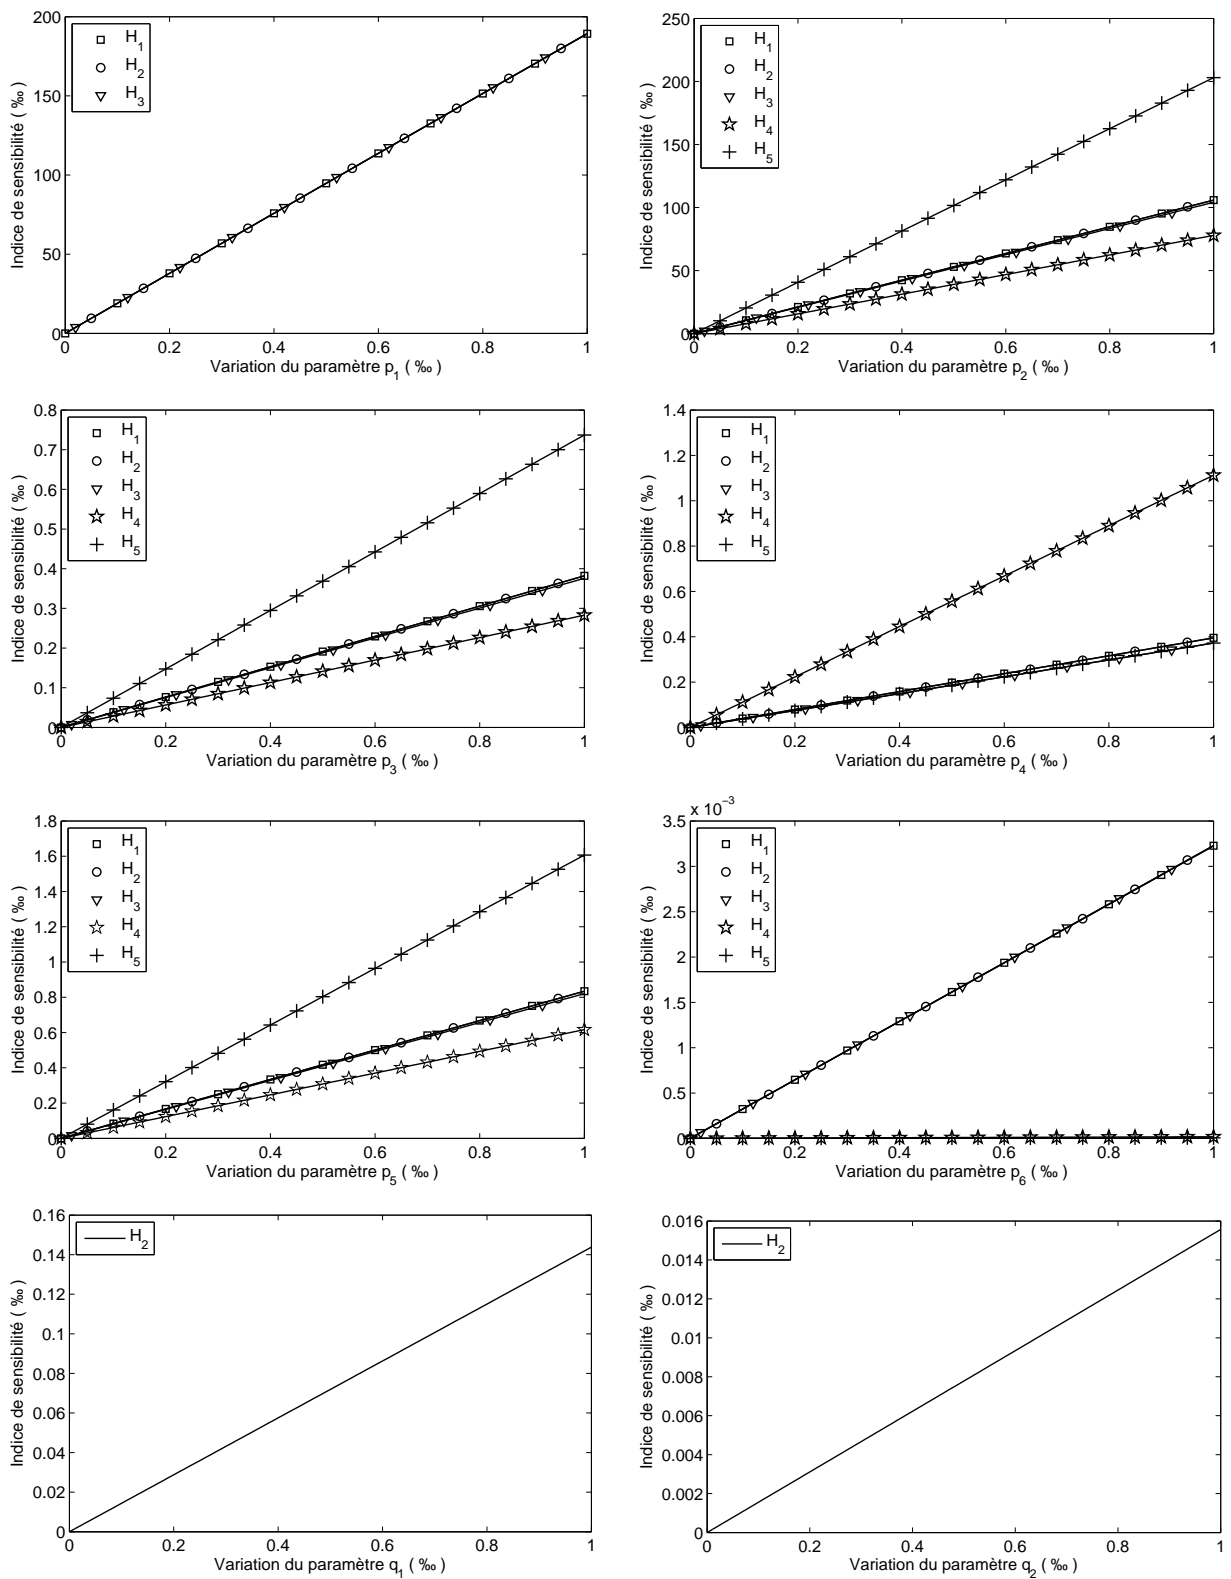 200
150
100
50
0
0 0.2 0.4 0.6 0.8 1
Indice de sensibilité ( ‰ )
Variation du paramètre p1 ( ‰ )
H1
H2
H3
250
200
150
100
50
0
0 0.2 0.4 0.6 0.8 1
Indice de sensibilité ( ‰ )
Variation du paramètre p2 ( ‰ )
H1
H2
H3
H4
H5
0.8
0.7
0.6
0.5
0.4
0.3
0.2
0.1
0
0 0.2 0.4 0.6 0.8 1
Indice de sensibilité ( ‰ )
Variation du paramètre p3 ( ‰ )
H1
H2
H3
H4
H5
1.4
1.2
1
0.8
0.6
0.4
0.2
0
0 0.2 0.4 0.6 0.8 1
Indice de sensibilité ( ‰ )
Variation du paramètre p4 ( ‰ )
H1
H2
H3
H4
H5
1.8
1.6
1.4
1.2
1
0.8
0.6
0.4
0.2
0
0 0.2 0.4 0.6 0.8 1
Indice de sensibilité ( ‰ )
Variation du paramètre p5 ( ‰ )
H1
H2
H3
H4
H5
x 10−3
3.5
3
2.5
2
1.5
1
0.5
0
0 0.2 0.4 0.6 0.8 1
Indice de sensibilité ( ‰ )
Variation du paramètre p6 ( ‰ )
H1
H2
H3
H4
H5
0.16
0.14
0.12
0.1
0.08
0.06
0.04
0.02
0
0 0.2 0.4 0.6 0.8 1
Indice de sensibilité ( ‰ )
Variation du paramètre q1 ( ‰ )
H2
0.016
0.014
0.012
0.01
0.008
0.006
0.004
0.002
0
0 0.2 0.4 0.6 0.8 1
Indice de sensibilité ( ‰ )
Variation du paramètre q2 ( ‰ )
H2